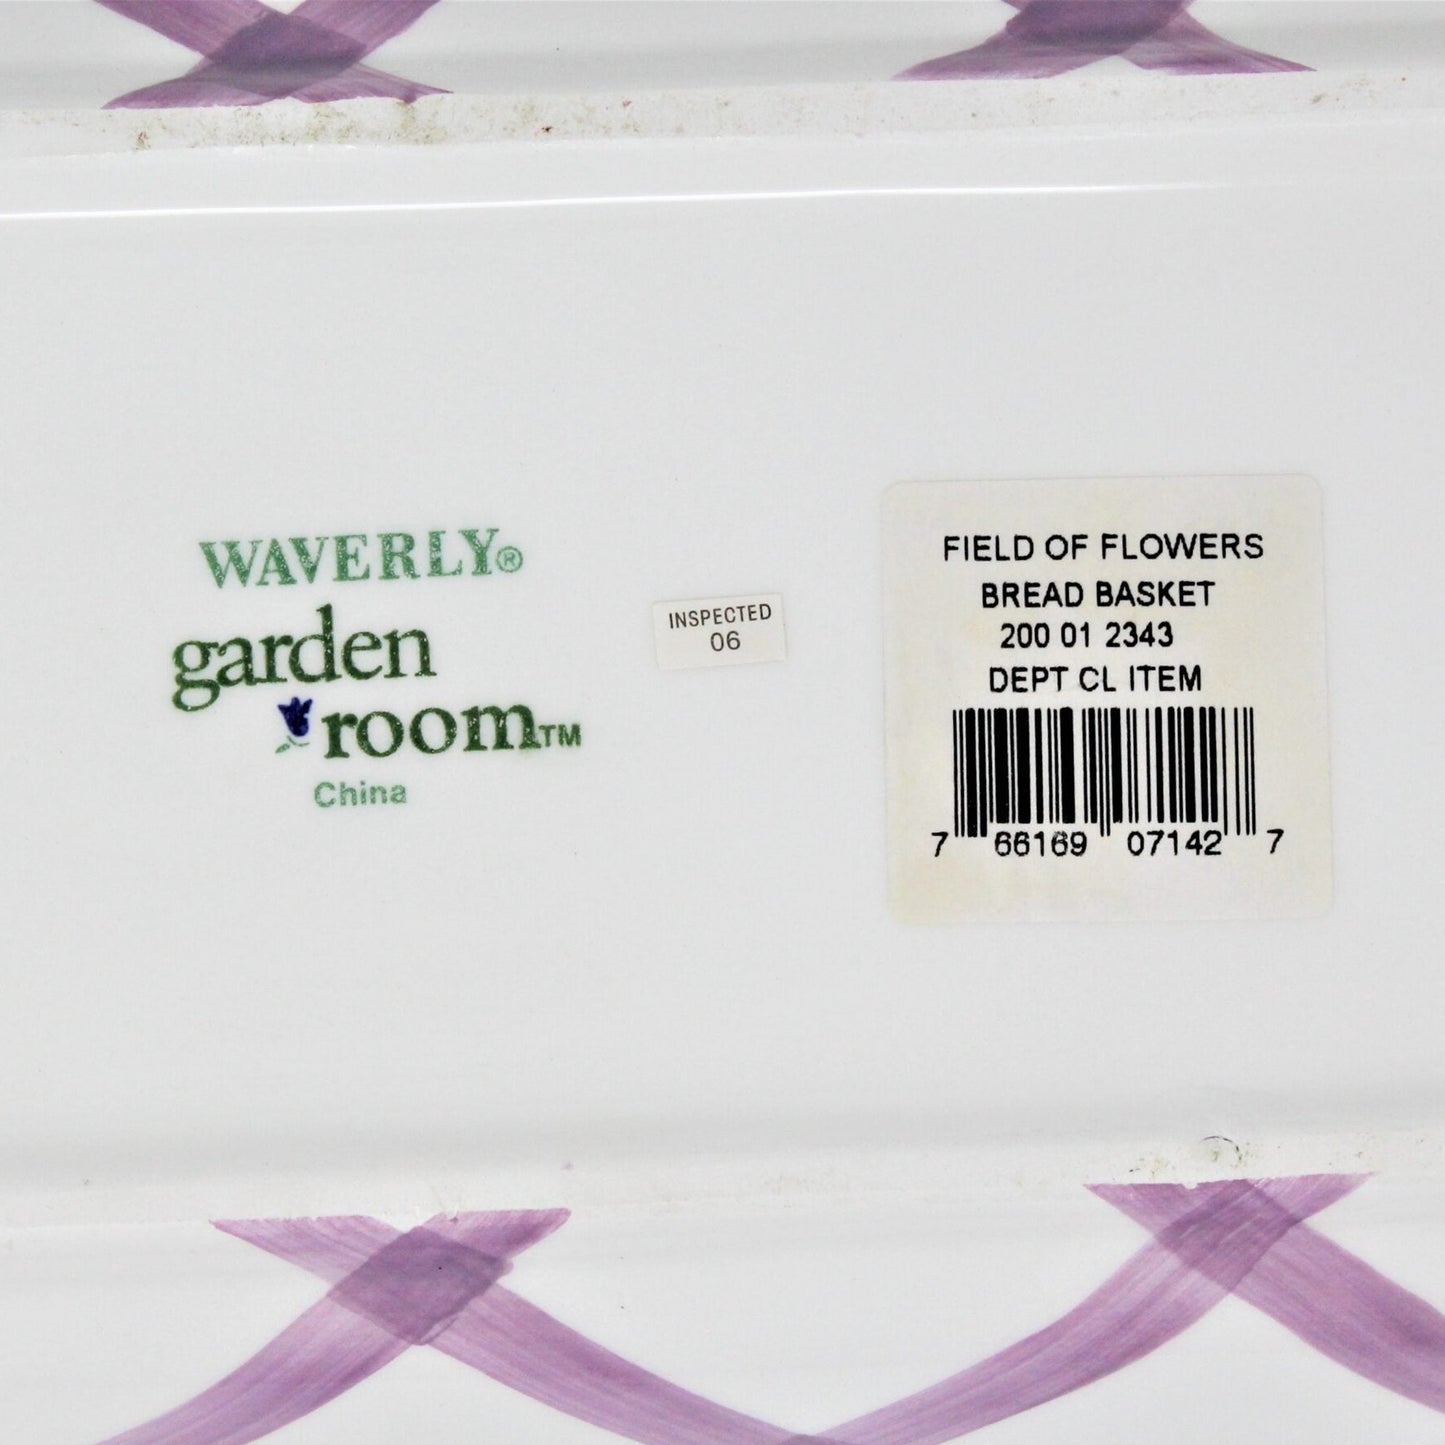 WAVERLY®
garden
room™
China
INSPECTED
06
FIELD OF FLOWERS
BREAD BASKET
200 01 2343
DEPT CL ITEM
7 66169 07142 7